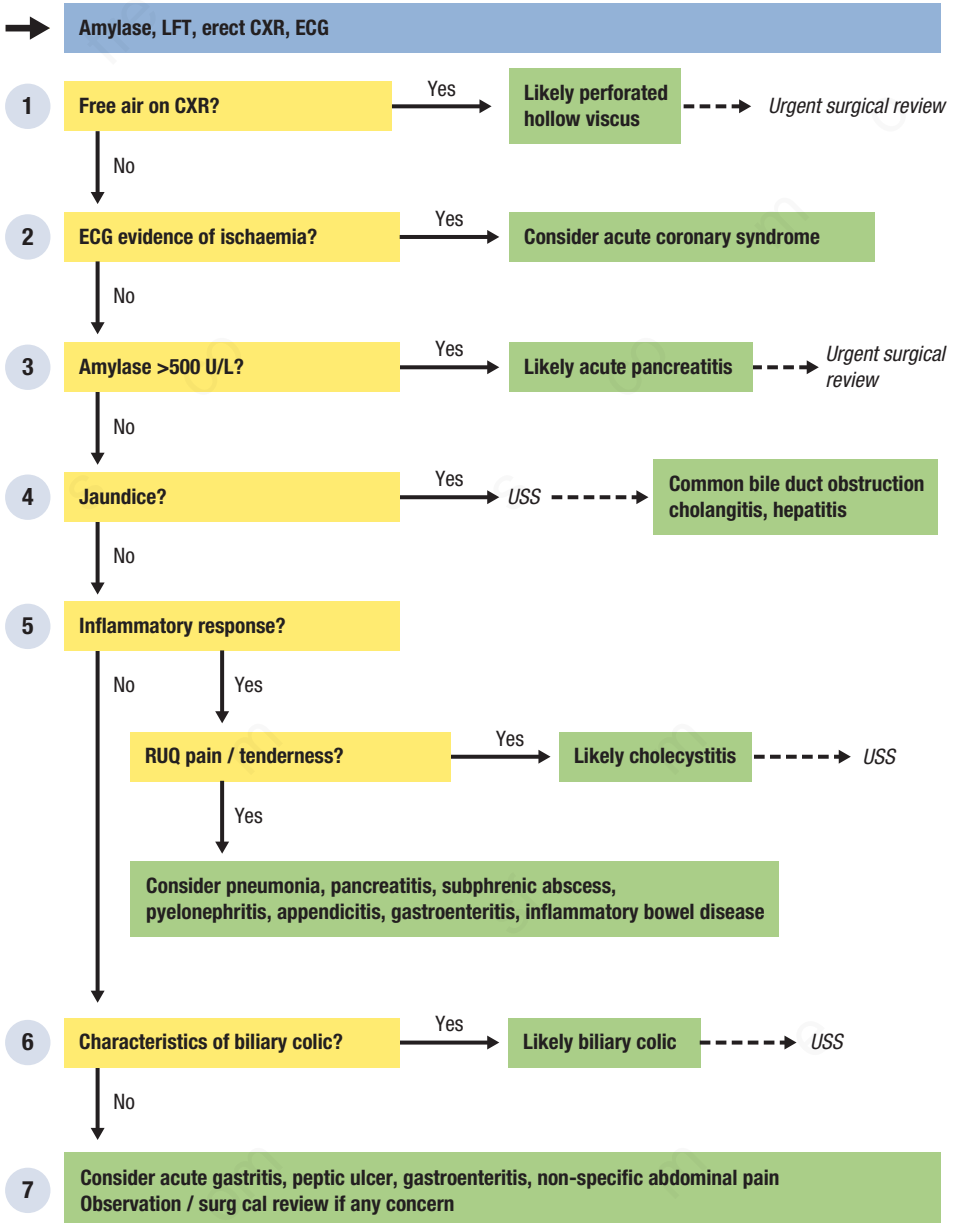 Amylase, LFT, erect CXR, ECG
1
Free air on CXR?
Yes
Likely perforated
hollow viscus
Urgent surgical review
No
2
ECG evidence of ischaemia?
Yes
Consider acute coronary syndrome
No
3
Amylase >500 U/L?
Yes
Likely acute pancreatitis
Urgent surgical
review
No
4
Jaundice?
Yes
USS
Common bile duct obstruction
cholangitis, hepatitis
No
5
Inflammatory response?
No
Yes
RUQ pain / tenderness?
Yes
Likely cholecystitis
USS
Yes
Consider pneumonia, pancreatitis, subphrenic abscess,
pyelonephritis, appendicitis, gastroenteritis, inflammatory bowel disease
6
Characteristics of biliary colic?
Yes
Likely biliary colic
USS
No
7
Consider acute gastritis, peptic ulcer, gastroenteritis, non-specific abdominal pain
Observation / surg cal review if any concern